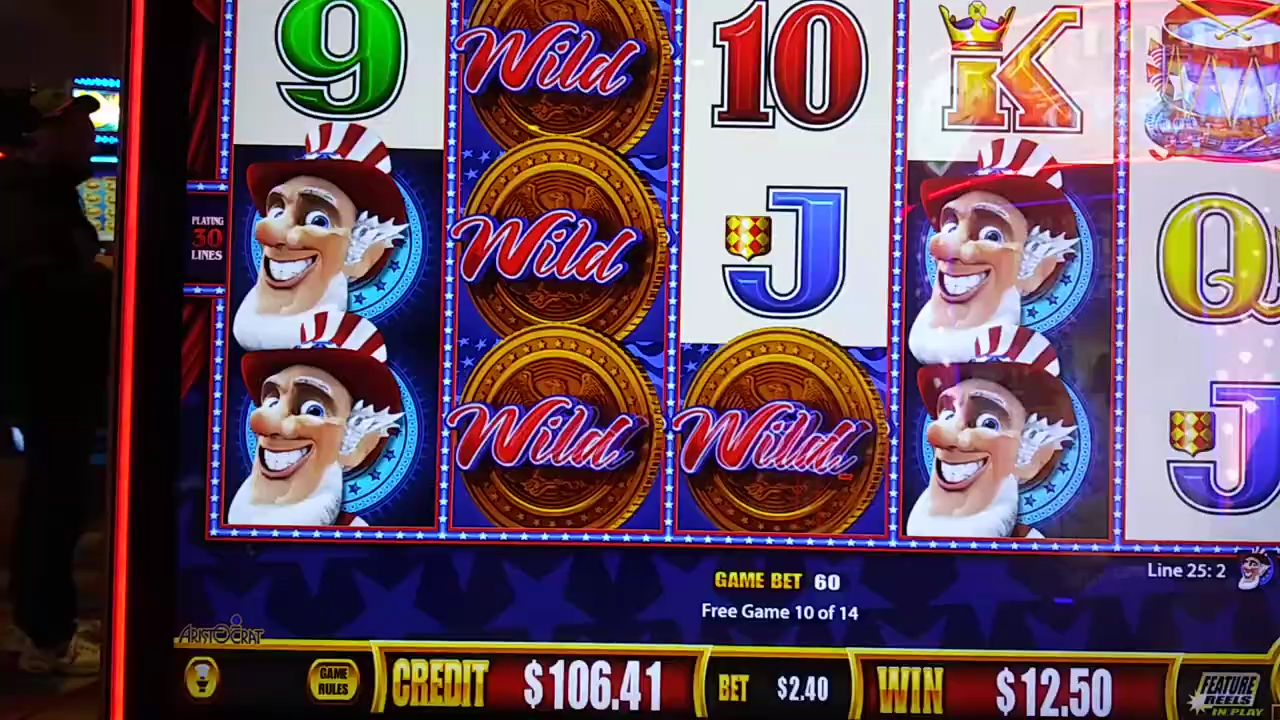 9
Wild
10
K
Wild
J
Q
PLAYING
30
LINES
Wild
Wild
J
GAME BET 60
Line 25: 2
Free Game 10 of 14
ARISTOCRAT
GAME
RULES
CREDIT $106.41
BET $2.40
WIN $12.50
FEATURE
REELS
IN PLAY